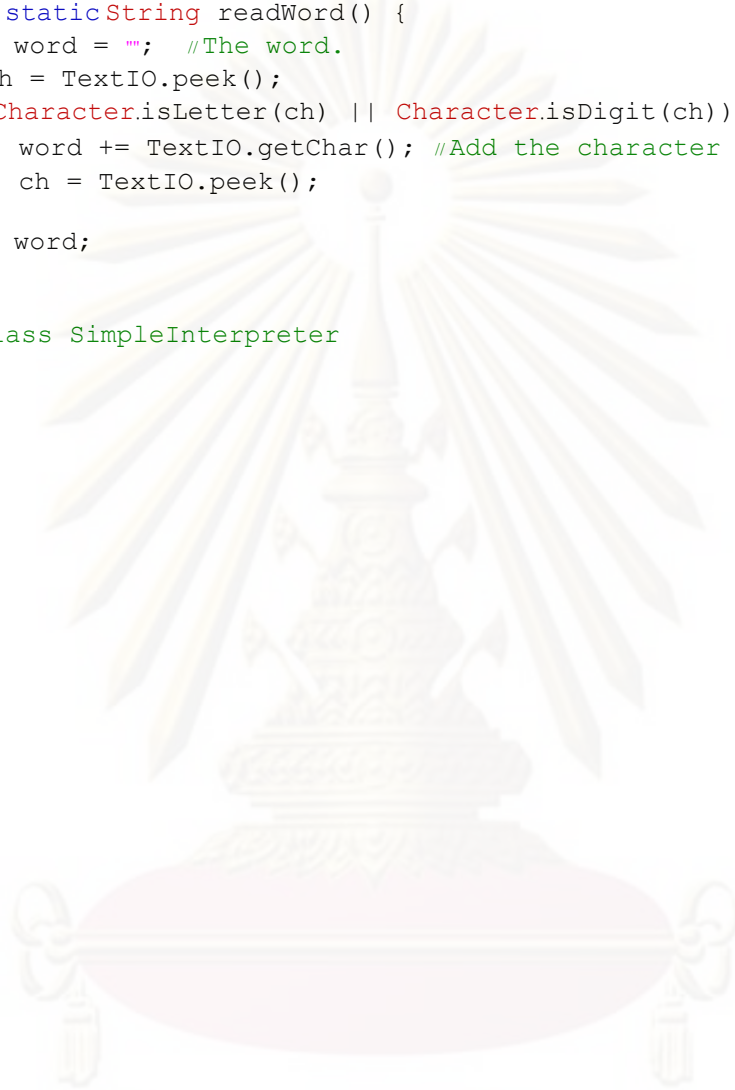 static String readWord() {
word = ""; //The word.
h = TextIO.peek();
Character.isLetter(ch) || Character.isDigit(ch))
word += TextIO.getChar(); //Add the character
ch = TextIO.peek();
word;
lass SimpleInterpreter